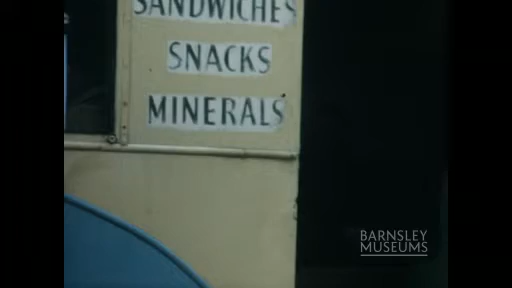 SANDWICHES
SNACKS
MINERALS
BARNSLEY
MUSEUMS